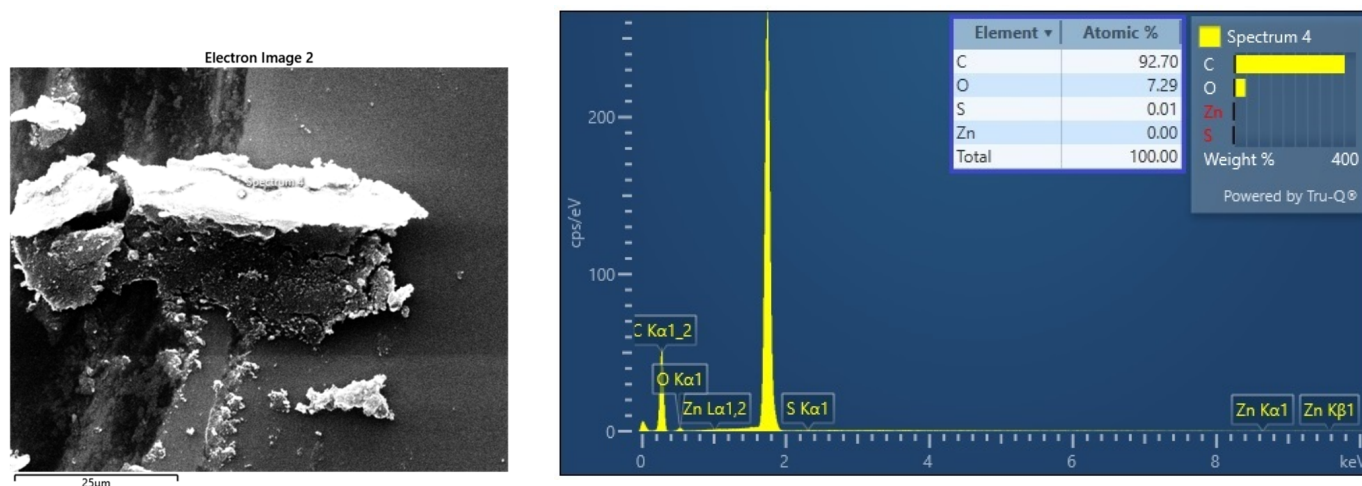 Electron Image 2
Spectrum 4
25μm
Element ▾ Atomic %
C 92.70
O 7.29
S 0.01
Zn 0.00
Total 100.00
Spectrum 4
C
O
Zn
S
Weight % 400
Powered by Tru-Q®
cps/eV
200
100
0
C Kα1_2
O Kα1
Zn Lα1,2
S Kα1
Zn Kα1
Zn Kβ1
0 2 4 6 8 keV